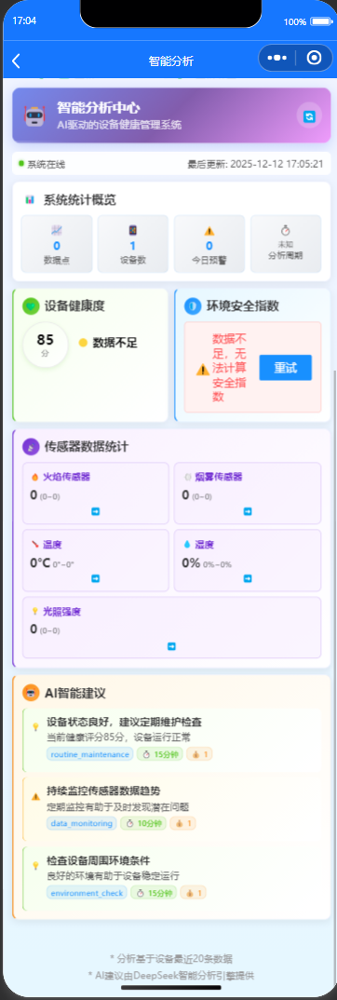 17:04
100%
智能分析
智能分析中心
AI驱动的设备健康管理系统
系统在线
最后更新: 2025-12-12 17:05:21
系统统计概览
0
数据点
1
设备数
0
今日预警
未知
分析周期
设备健康度
85
分
数据不足
环境安全指数
数据不
足，无
法计算
安全指
数
重试
传感器数据统计
火焰传感器
0 (0~0)
烟雾传感器
0 (0~0)
温度
0°C 0°~0°
湿度
0% 0%~0%
光照强度
0 (0~0)
AI智能建议
设备状态良好，建议定期维护检查
当前健康评分85分，设备运行正常
routine_maintenance
15分钟
1
持续监控传感器数据趋势
定期监控有助于及时发现潜在问题
data_monitoring
10分钟
1
检查设备周围环境条件
良好的环境有助于设备稳定运行
environment_check
15分钟
1
* 分析基于设备最近20条数据
* AI建议由DeepSeek智能分析引擎提供